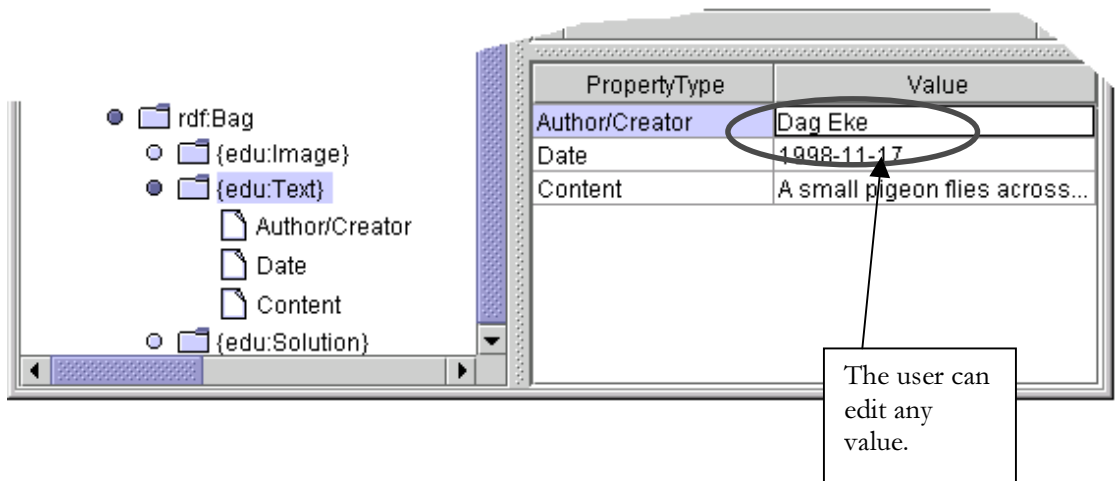 rdf:Bag
{edu:Image}
{edu:Text}
Author/Creator
Date
Content
{edu:Solution}
PropertyType Value
Author/Creator Dag Eke
Date 1998-11-17
Content A small pigeon flies across...
The user can
edit any
value.